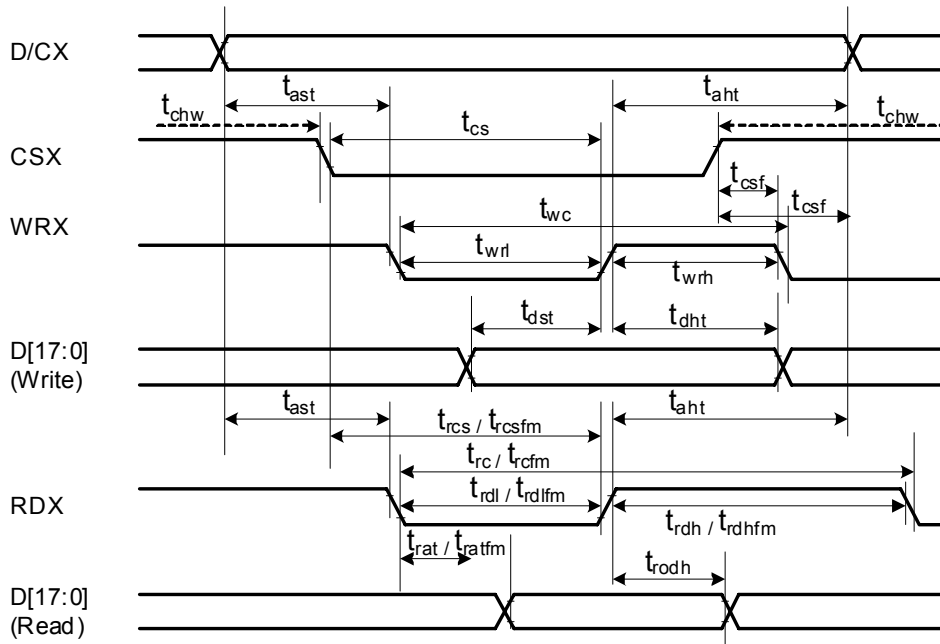 D/CX
t_ast t_aht
t_chw t_cs t_chw
CSX
t_csf
t_wc t_csf
WRX
t_wrl t_wrh
t_dst t_dht
D[17:0]
(Write)
t_ast t_aht
t_rcs / t_rcsfm
t_rc / t_rcfm
t_rdl / t_rdlfm
RDX
t_rdh / t_rdhfm
t_rat / t_ratfm
t_rodh
D[17:0]
(Read)